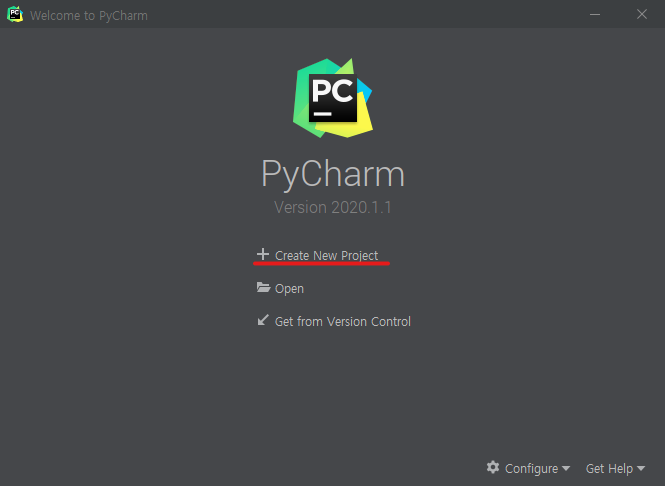 Welcome to PyCharm
PC
PyCharm
Version 2020.1.1
Create New Project
Open
Get from Version Control
Configure
Get Help